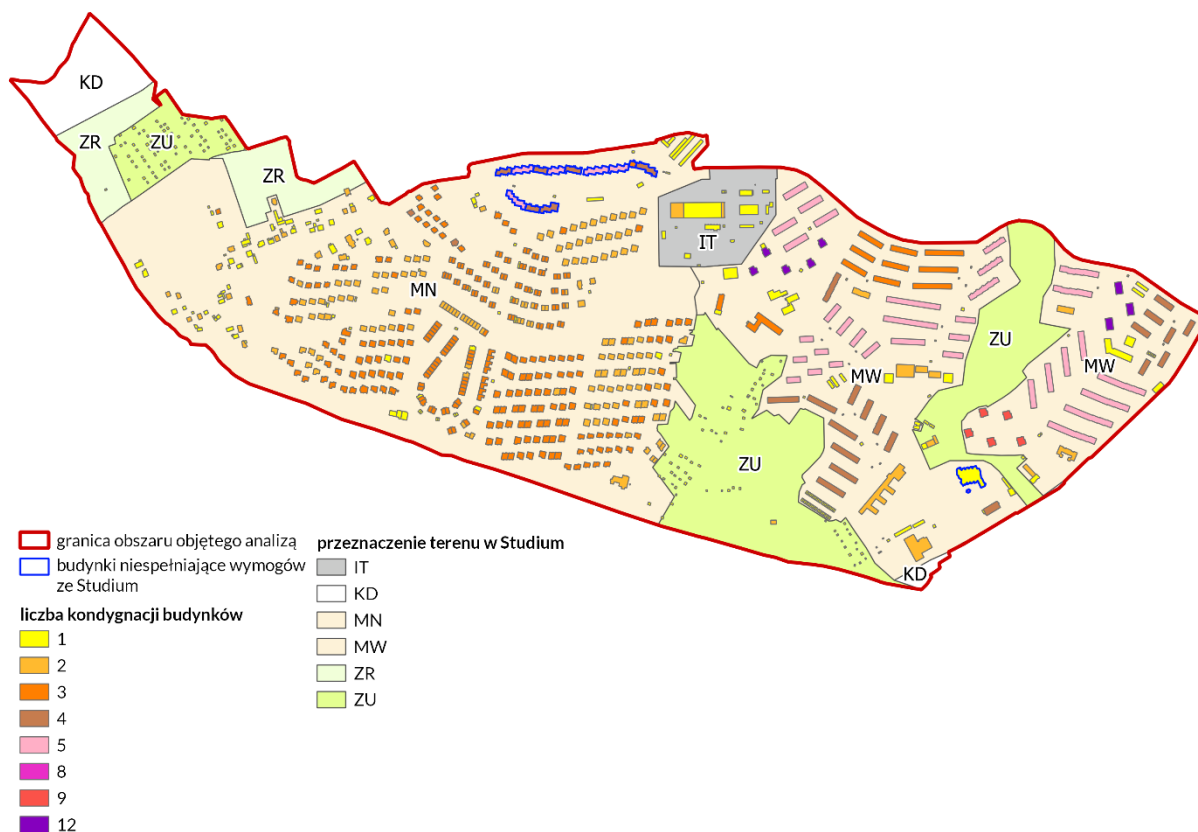 KD
ZR
ZU
ZR
IT
MN
ZU
MW
MW
ZU
KD
granica obszaru objętego analizą
budynki niespełniające wymogów
ze Studium
liczba kondygnacji budynków
1
2
3
4
5
8
9
12
przeznaczenie terenu w Studium
IT
KD
MN
MW
ZR
ZU